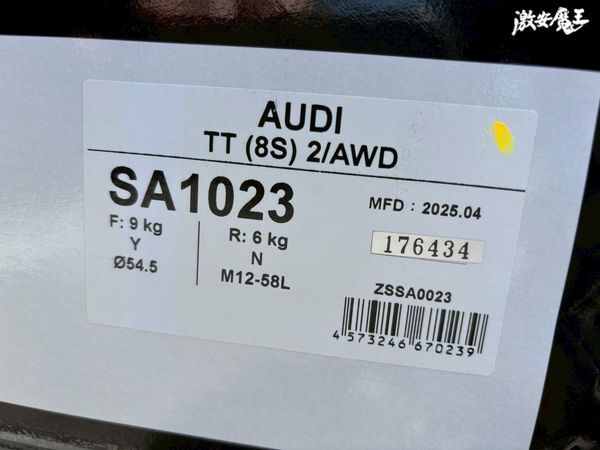 激安魔王
AUDI
TT (8S) 2/AWD
SA1023
MFD : 2025.04
F: 9 kg
Y
Ø54.5
R: 6 kg
N
M12-58L
176434
ZSSA0023
4 573246 670239